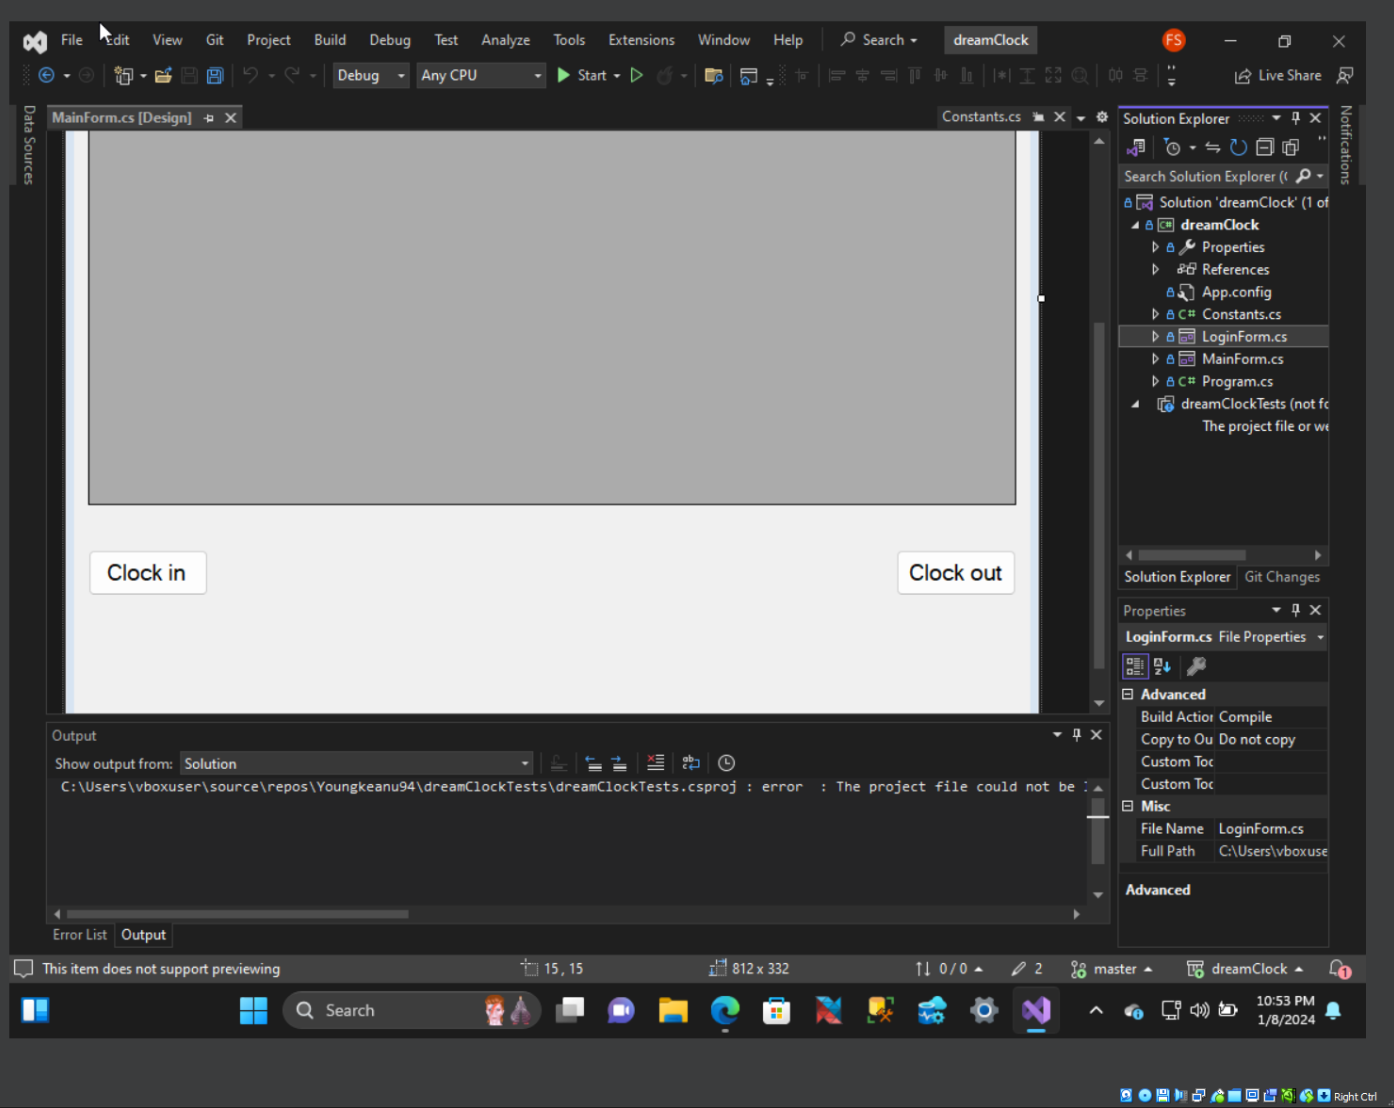 File Edit View Git Project Build Debug Test Analyze Tools Extensions Window Help Search dreamClock FS
Debug Any CPU Start Live Share
Data Sources
MainForm.cs [Design]
Constants.cs
Clock in
Clock out
Solution Explorer
Search Solution Explorer (
Solution 'dreamClock' (1 of
C# dreamClock
Properties
References
App.config
C# Constants.cs
LoginForm.cs
MainForm.cs
C# Program.cs
dreamClockTests (not fo
The project file or we
Solution Explorer Git Changes
Notifications
Properties
LoginForm.cs File Properties
Advanced
Build Action Compile
Copy to Ou Do not copy
Custom Too
Custom Too
Misc
File Name LoginForm.cs
Full Path C:\Users\vboxuse
Advanced
Output
Show output from: Solution
C:\Users\vboxuser\source\repos\Youngkeanu94\dreamClockTests\dreamClockTests.csproj : error : The project file could not be
Error List Output
This item does not support previewing 15 , 15 812 x 332 0 / 0 2 master dreamClock 1
Search
10:53 PM
1/8/2024
Right Ctrl